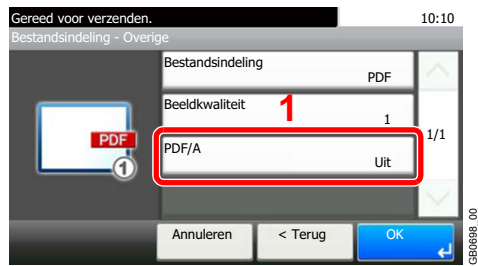 Gereed voor verzenden.
10:10
Bestandsindeling - Overige
Bestandsindeling
PDF
Beeldkwaliteit
1
1
PDF/A
Uit
1/1
PDF
1
Annuleren
< Terug
OK
GB0698_00